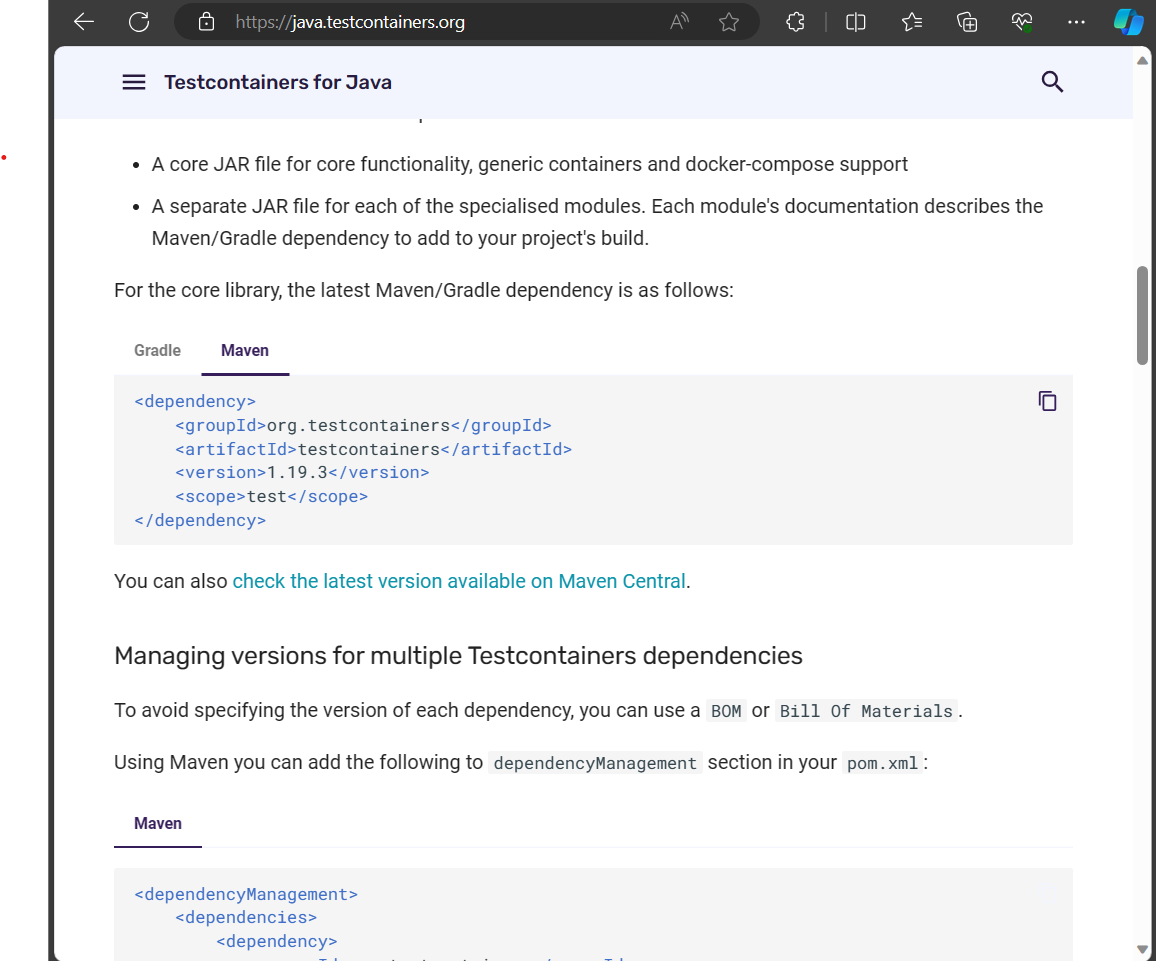 https://java.testcontainers.org
Testcontainers for Java
A core JAR file for core functionality, generic containers and docker-compose support
A separate JAR file for each of the specialised modules. Each module's documentation describes the
Maven/Gradle dependency to add to your project's build.
For the core library, the latest Maven/Gradle dependency is as follows:
Gradle Maven
<dependency>
    <groupId>org.testcontainers</groupId>
    <artifactId>testcontainers</artifactId>
    <version>1.19.3</version>
    <scope>test</scope>
</dependency>
You can also check the latest version available on Maven Central.
Managing versions for multiple Testcontainers dependencies
To avoid specifying the version of each dependency, you can use a BOM or Bill Of Materials.
Using Maven you can add the following to dependencyManagement section in your pom.xml:
Maven
<dependencyManagement>
    <dependencies>
        <dependency>